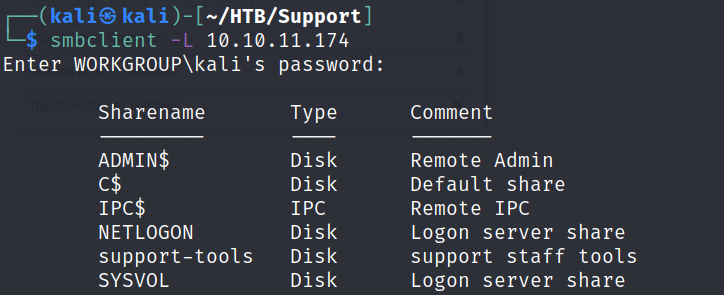 ┌──(kali㉿kali)-[~/HTB/Support]
└─$ smbclient -L 10.10.11.174
Enter WORKGROUP\kali's password:
Sharename Type Comment
--------- ---- -------
ADMIN$ Disk Remote Admin
C$ Disk Default share
IPC$ IPC Remote IPC
NETLOGON Disk Logon server share
support-tools Disk support staff tools
SYSVOL Disk Logon server share